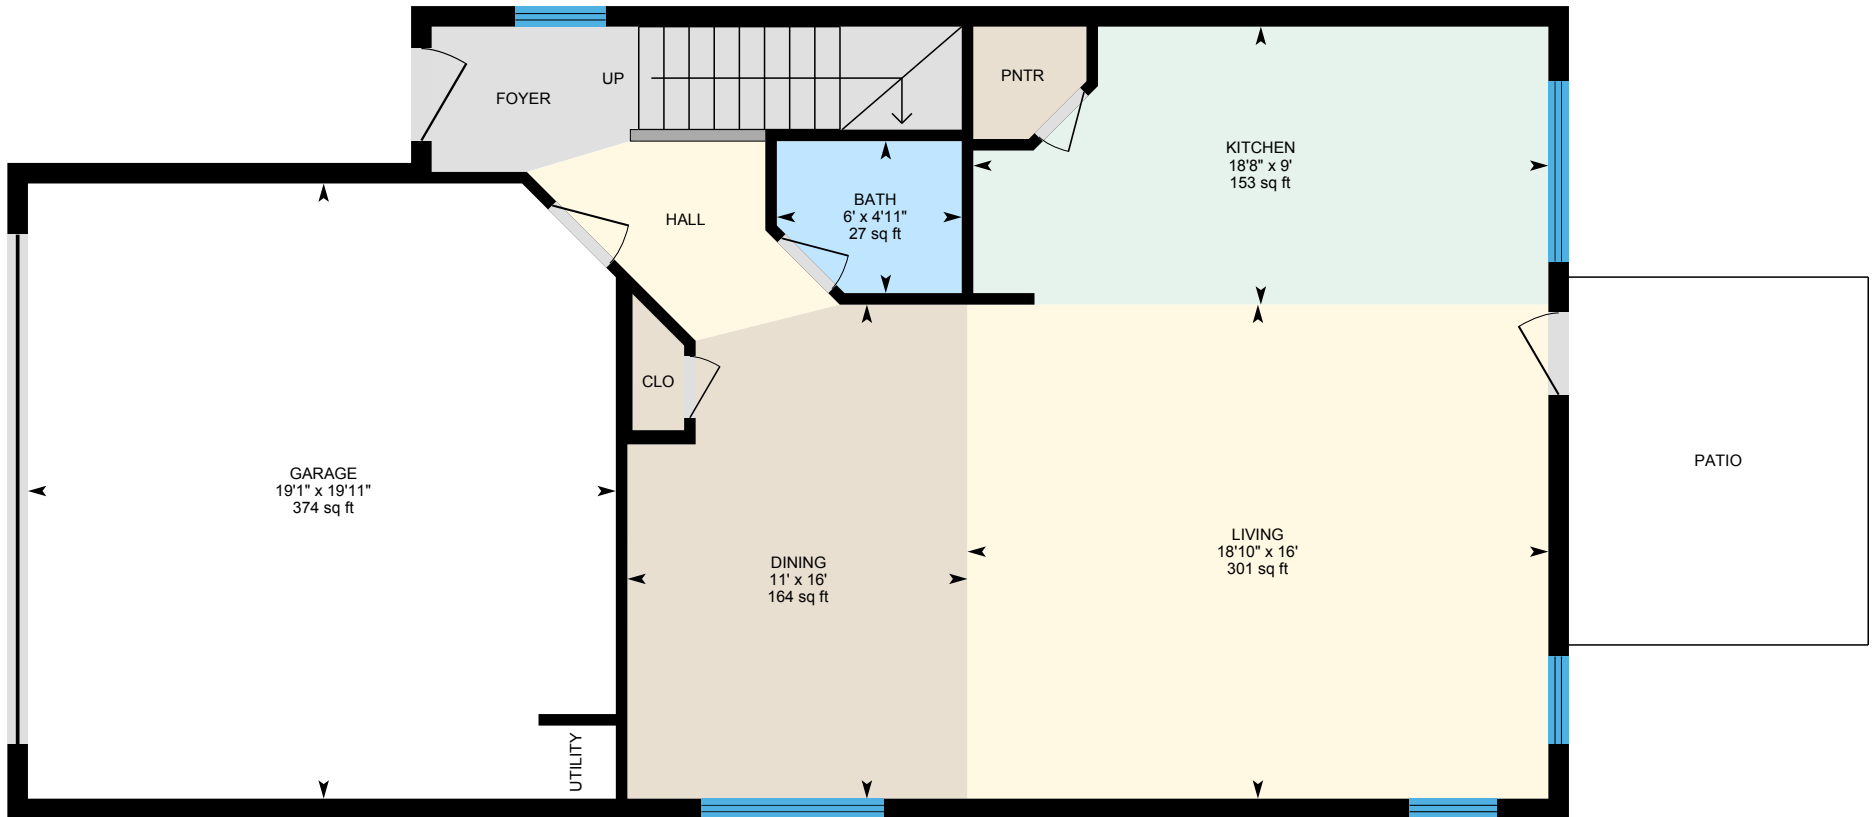 UP
FOYER
PNTR
KITCHEN
18'8" x 9'
153 sq ft
BATH
6' x 4'11"
27 sq ft
HALL
CLO
GARAGE
19'1" x 19'11"
374 sq ft
DINING
11' x 16'
164 sq ft
LIVING
18'10" x 16'
301 sq ft
PATIO
UTILITY